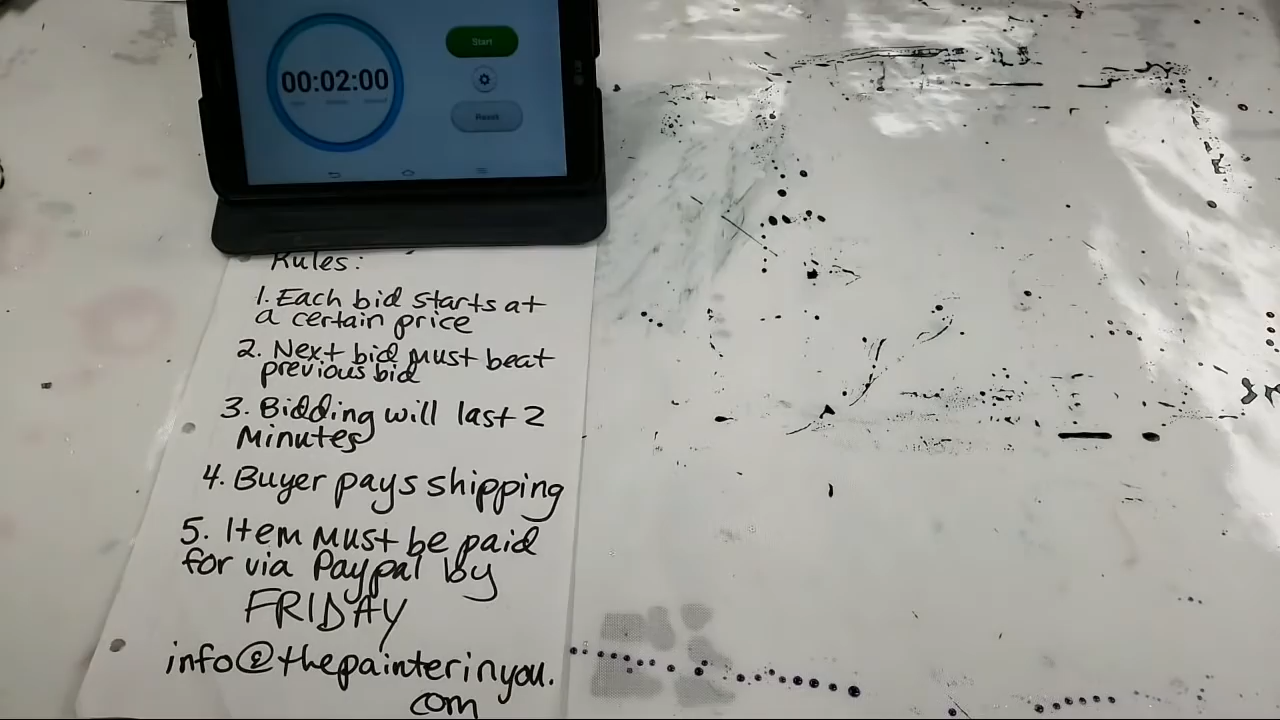 00:02:00
Start
Reset
LG
Rules:
1. Each bid starts at
a certain price
2. Next bid must beat
previous bid
3. Bidding will last 2
Minutes
4. Buyer pays shipping
5. Item must be paid
for via Paypal by
FRIDAY
info@thepainterinyou.
com